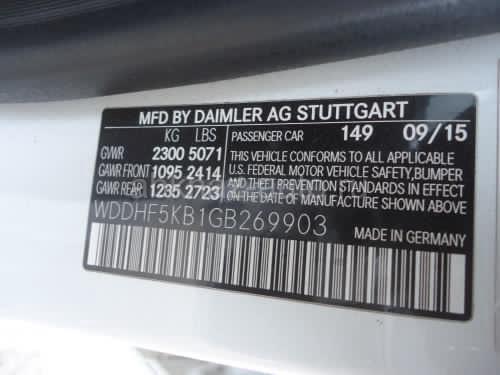 MFD BY DAIMLER AG STUTTGART
KG LBS
GVWR 2300 5071
GAWR FRONT 1095 2414
GAWR REAR 1235 2723
PASSENGER CAR 149 09/15
THIS VEHICLE CONFORMS TO ALL APPLICABLE
U.S. FEDERAL MOTOR VEHICLE SAFETY,BUMPER
AND THEFT PREVENTION STANDARDS IN EFFECT
ON THE DATE OF MANUFACTURE SHOWN ABOVE
WDDHF5KB1GB269903
MADE IN GERMANY